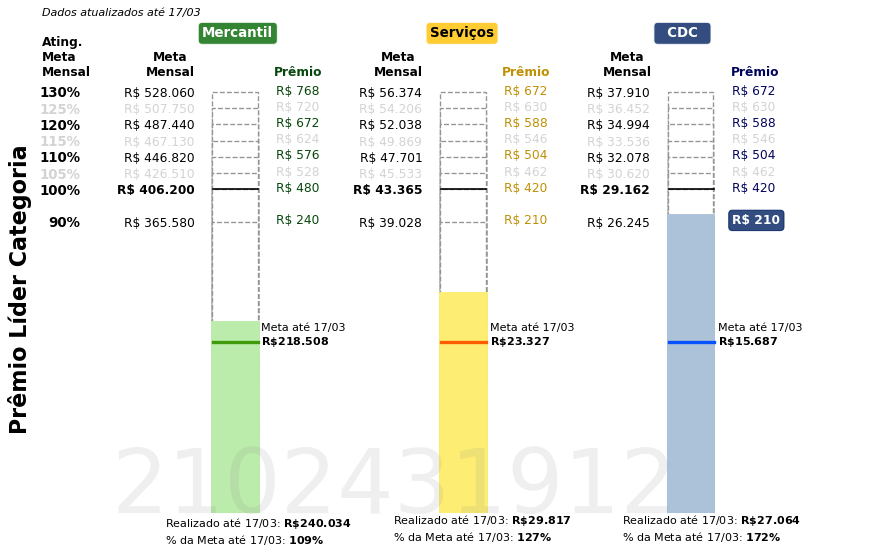 Dados atualizados até 17/03
Mercantil Serviços CDC
Ating.
Meta
Mensal
Meta
Mensal
Prêmio
Meta
Mensal
Prêmio
Meta
Mensal
Prêmio
130% R$ 528.060 R$ 768 R$ 56.374 R$ 672 R$ 37.910 R$ 672
125% R$ 507.750 R$ 720 R$ 54.206 R$ 630 R$ 36.452 R$ 630
120% R$ 487.440 R$ 672 R$ 52.038 R$ 588 R$ 34.994 R$ 588
115% R$ 467.130 R$ 624 R$ 49.869 R$ 546 R$ 33.536 R$ 546
110% R$ 446.820 R$ 576 R$ 47.701 R$ 504 R$ 32.078 R$ 504
105% R$ 426.510 R$ 528 R$ 45.533 R$ 462 R$ 30.620 R$ 462
100% R$ 406.200 R$ 480 R$ 43.365 R$ 420 R$ 29.162 R$ 420
90% R$ 365.580 R$ 240 R$ 39.028 R$ 210 R$ 26.245 R$ 210
Prêmio Líder Categoria
Meta até 17/03
R$218.508
Meta até 17/03
R$23.327
Meta até 17/03
R$15.687
2102431912
Realizado até 17/03: R$240.034
% da Meta até 17/03: 109%
Realizado até 17/03: R$29.817
% da Meta até 17/03: 127%
Realizado até 17/03: R$27.064
% da Meta até 17/03: 172%